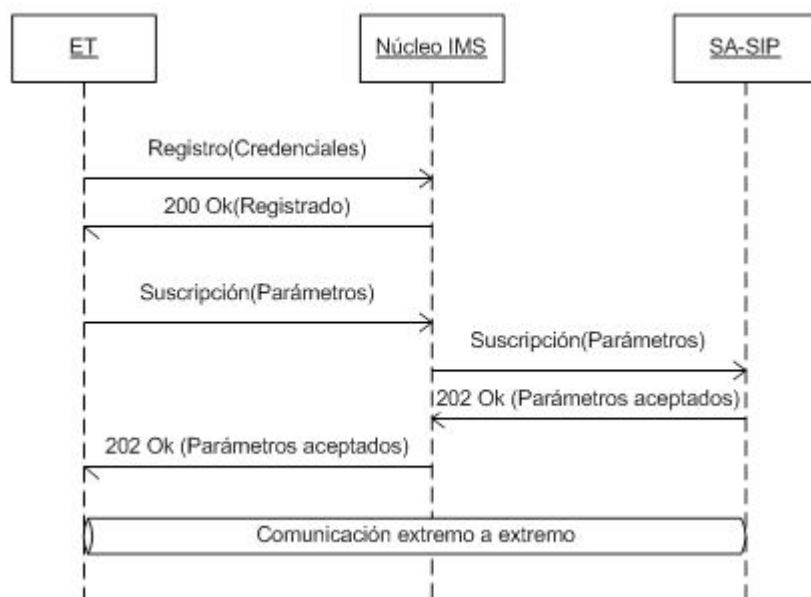 ET
Núcleo IMS
SA-SIP
Registro(Credenciales)
200 Ok(Registrado)
Suscripción(Parámetros)
Suscripción(Parámetros)
202 Ok (Parámetros aceptados)
202 Ok (Parámetros aceptados)
Comunicación extremo a extremo